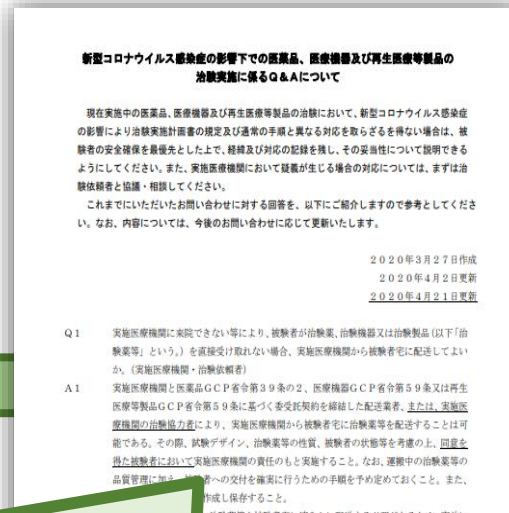 新型コロナウイルス感染症の影響下での医薬品、医療機器及び再生医療等製品の
治験実施に係るQ&Aについて
現在実施中の医薬品、医療機器及び再生医療等製品の治験において、新型コロナウイルス感染症
の影響により治験実施計画書の規定及び通常の手順と異なる対応を取らざるを得ない場合は、被
験者の安全確保を最優先とした上で、経緯及び対応の記録を残し、その妥当性について説明できる
ようにしてください。また、実施医療機関において疑義が生じる場合の対応については、まずは治
験依頼者と協議・相談してください。
これまでにいただいたお問い合わせに対する回答を、以下にご紹介しますので参考としてくださ
い。なお、内容については、今後のお問い合わせに応じて更新いたします。
2020年3月27日作成
2020年4月2日更新
2020年4月21日更新
Q1 実施医療機関に来院できない等により、被験者が治験薬、治験機器又は治験製品(以下「治
験薬等」という。)を直接受け取れない場合、実施医療機関から被験者宅に配送してよい
か。(実施医療機関・治験依頼者)
A1 実施医療機関と医薬品GCP省令第39条の2、医療機器GCP省令第59条又は再生
医療等製品GCP省令第59条に基づく委受託契約を締結した配送業者、または、実施医
療機関の治験協力者により、実施医療機関から被験者宅に治験薬等を配送することは可
能である。その際、試験デザイン、治験薬等の性質、被験者の状態等を考慮の上、同意を
得た被験者において実施医療機関の責任のもと実施すること。なお、運搬中の治験薬等の
品質管理に加え、被験者への交付を確実に行うための手順を予め定めておくこと。また、
作成し保存すること。